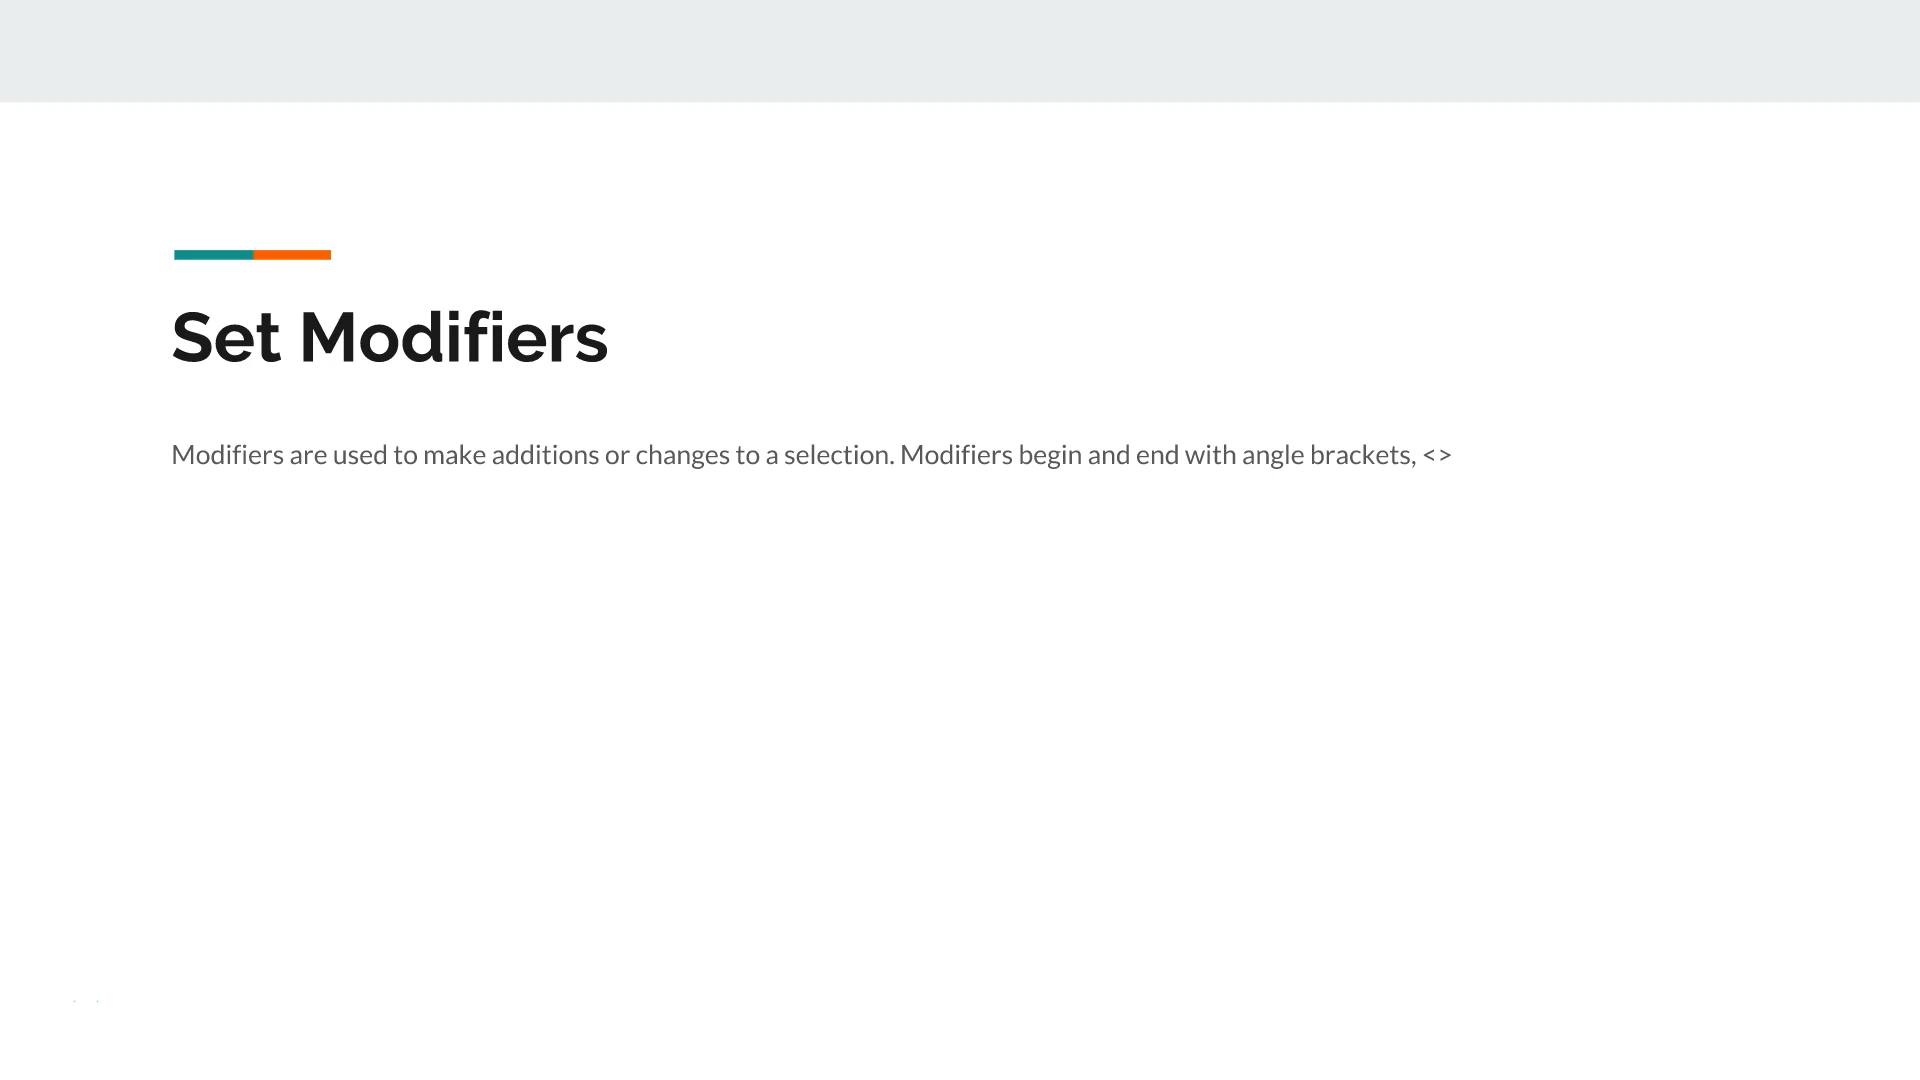 Set Modifiers
Modifiers are used to make additions or changes to a selection. Modifiers begin and end with angle brackets, <>